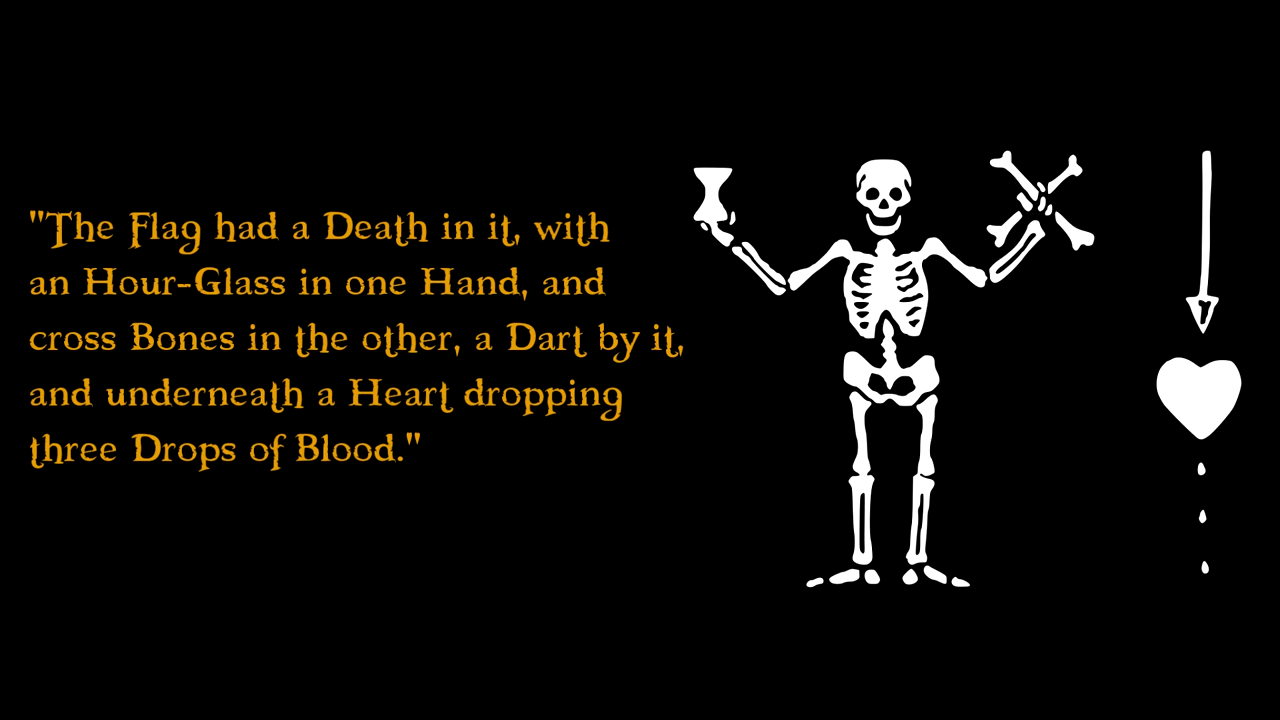 "The Flag had a Death in it, with
an Hour-Glass in one Hand, and
cross Bones in the other, a Dart by it,
and underneath a Heart dropping
three Drops of Blood."